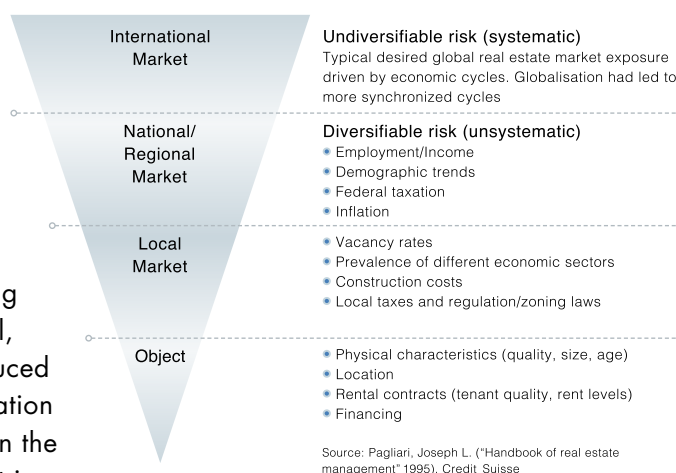 International
Market
Undiversifiable risk (systematic)
Typical desired global real estate market exposure
driven by economic cycles. Globalisation had led to
more synchronized cycles
National/
Regional
Market
Diversifiable risk (unsystematic)
Employment/Income
Demographic trends
Federal taxation
Inflation
Local
Market
Vacancy rates
Prevalence of different economic sectors
Construction costs
Local taxes and regulation/zoning laws
Object
Physical characteristics (quality, size, age)
Location
Rental contracts (tenant quality, rent levels)
Financing
Source: Pagliari, Joseph L. (“Handbook of real estate
management” 1995), Credit Suisse
g
l,
uced
ation
n the